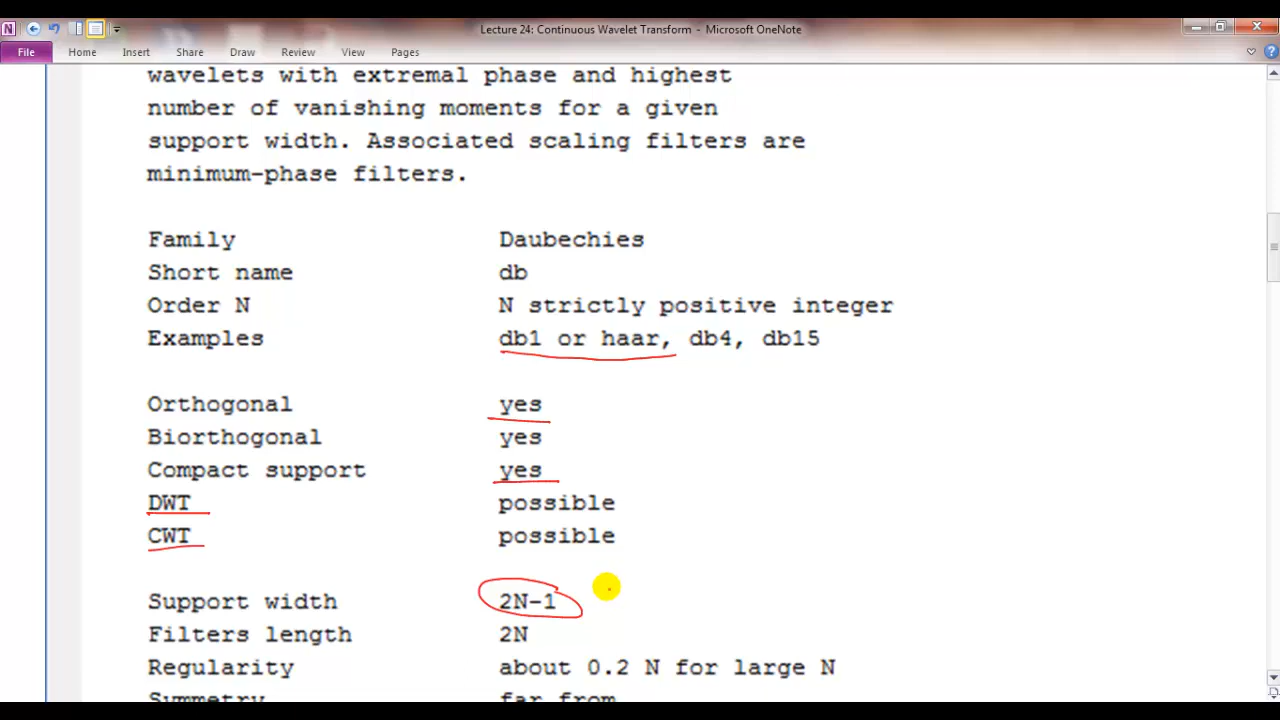 Lecture 24: Continuous Wavelet Transform - Microsoft OneNote
File Home Insert Share Draw Review View Pages
wavelets with extremal phase and highest
number of vanishing moments for a given
support width. Associated scaling filters are
minimum-phase filters.
Family Daubechies
Short name db
Order N N strictly positive integer
Examples db1 or haar, db4, db15
Orthogonal yes
Biorthogonal yes
Compact support yes
DWT possible
CWT possible
Support width 2N-1
Filters length 2N
Regularity about 0.2 N for large N
Symmetry far from